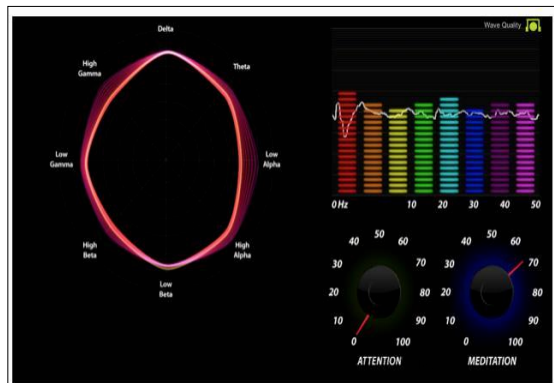 Wave Quality
Delta
Theta
Low
Alpha
High
Alpha
Low
Beta
High
Beta
Low
Gamma
High
Gamma
0 Hz 10 20 30 40 50
0 10 20 30 40 50 60 70 80 90 100
ATTENTION
0 10 20 30 40 50 60 70 80 90 100
MEDITATION